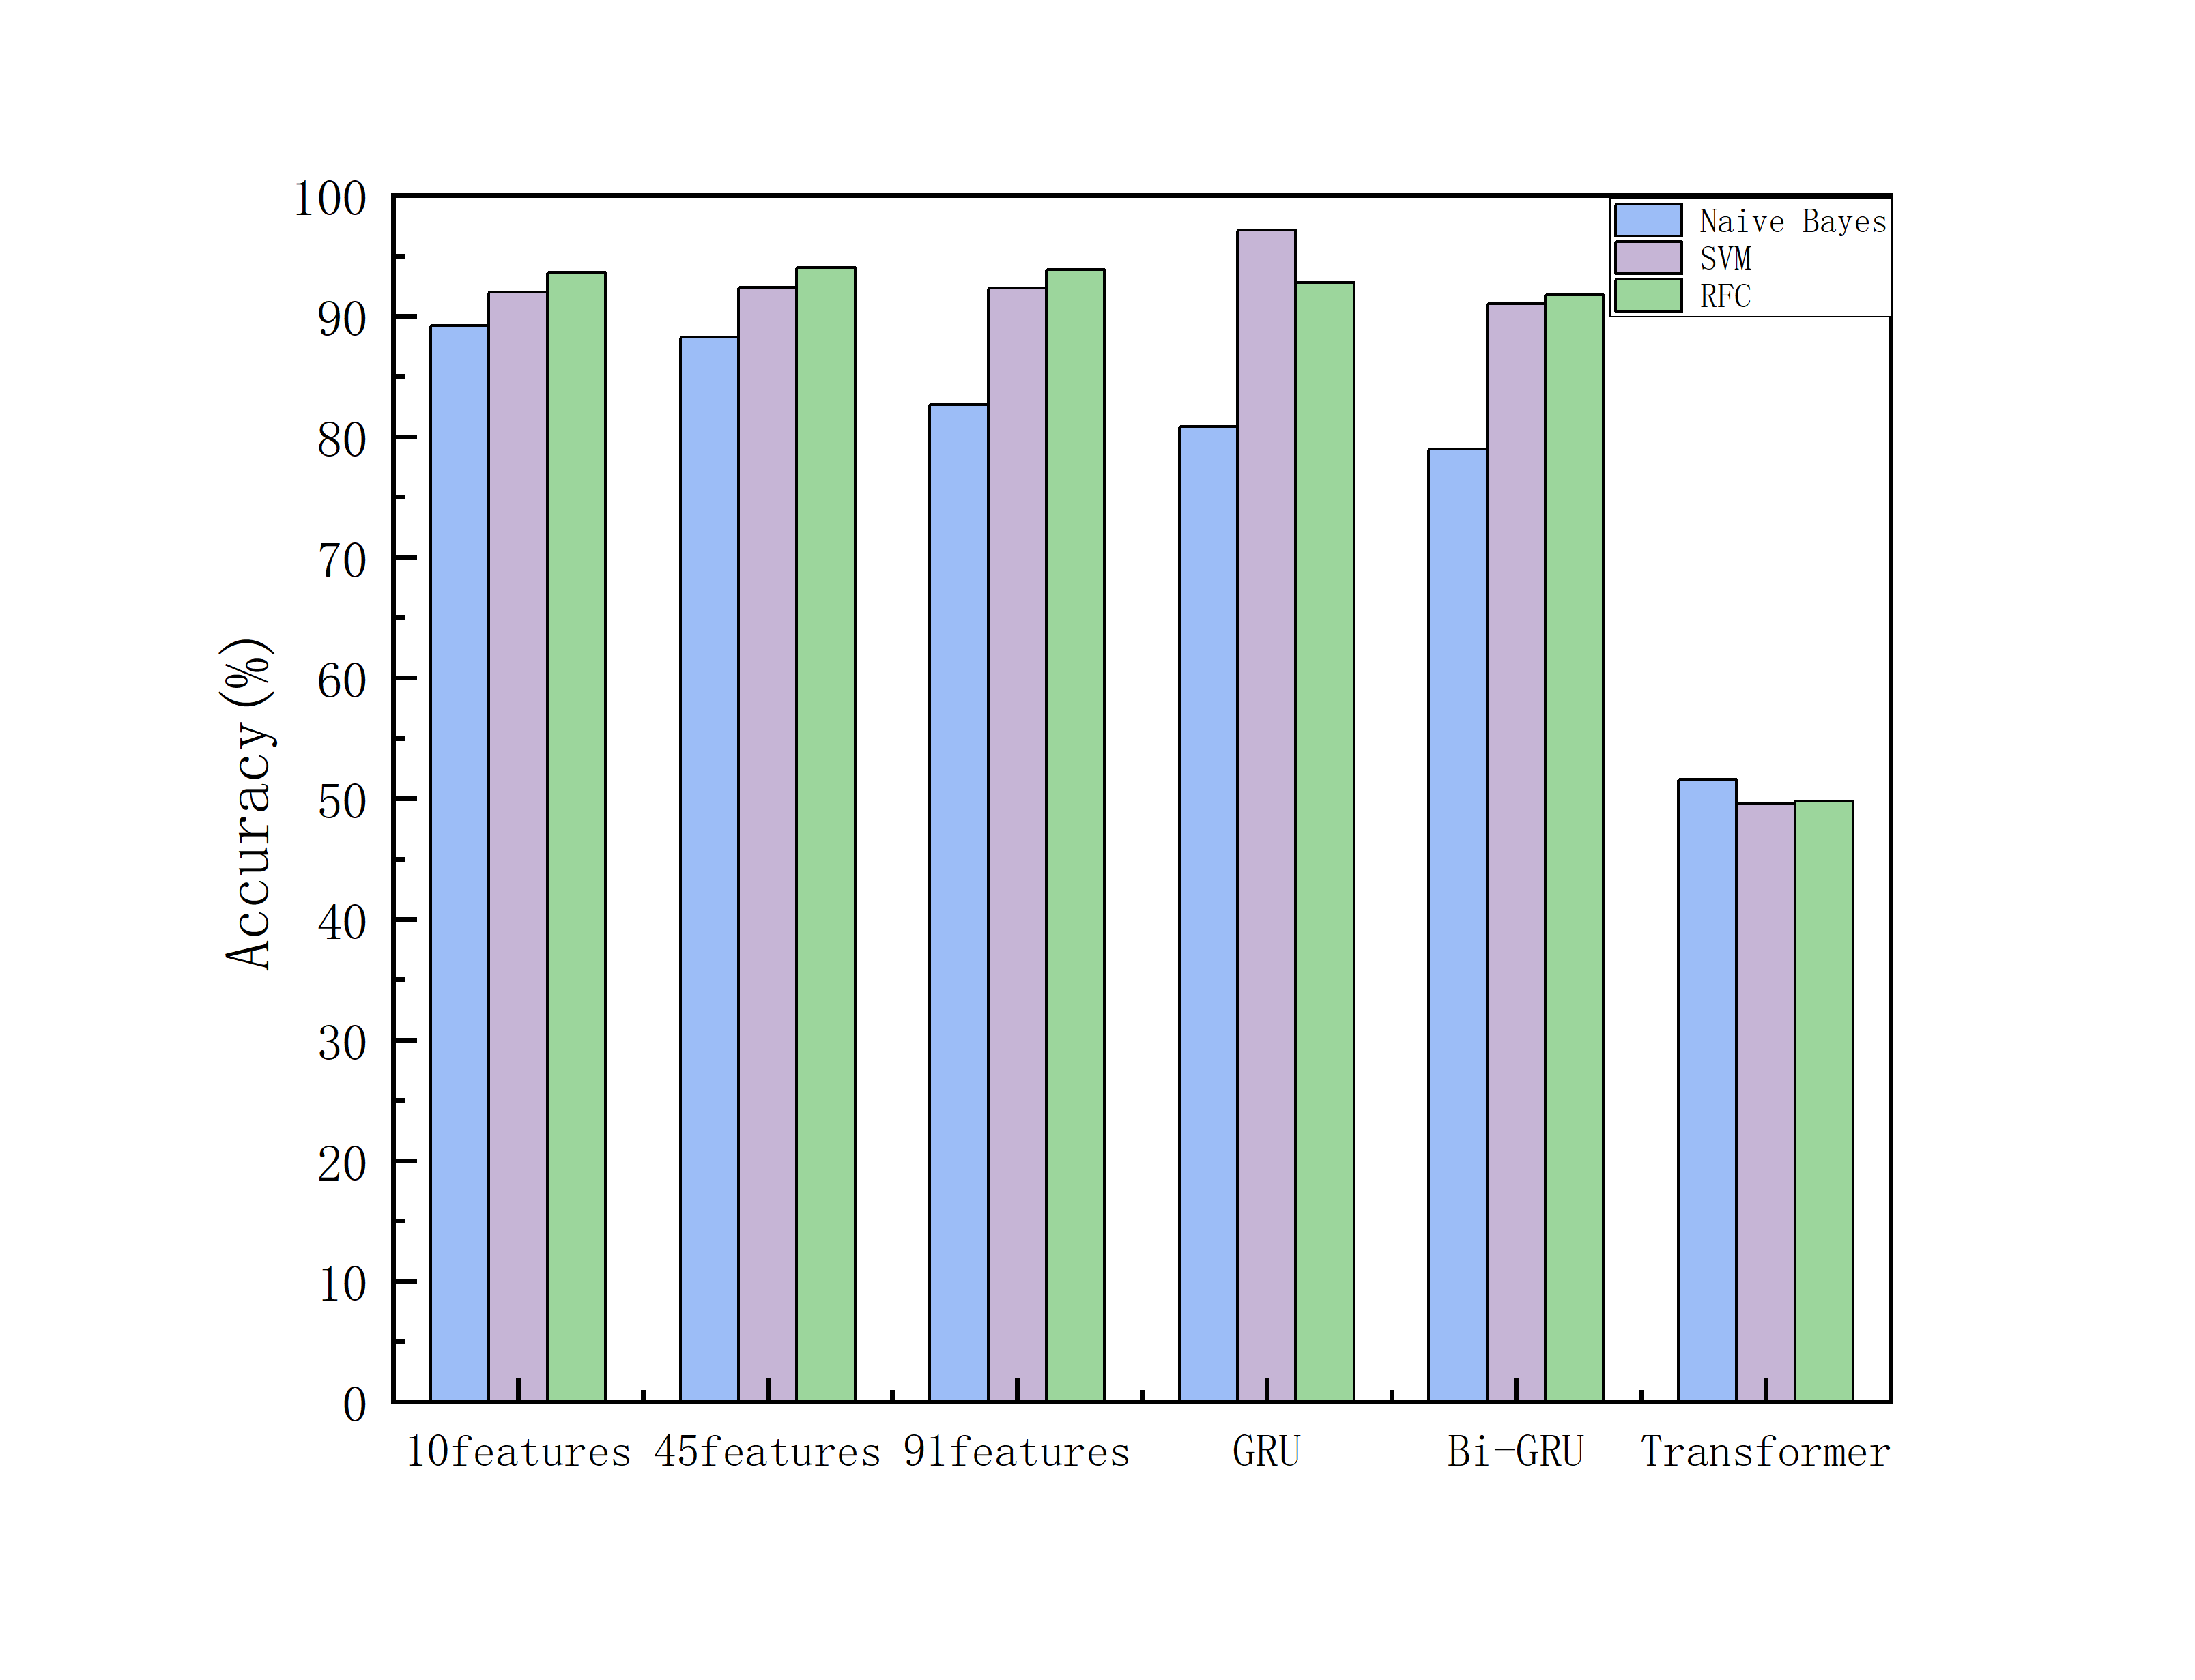 100
90
80
70
60
50
40
30
20
10
0
Accuracy(%)
Naive Bayes
SVM
RFC
10features 45features 91features GRU Bi-GRU Transformer